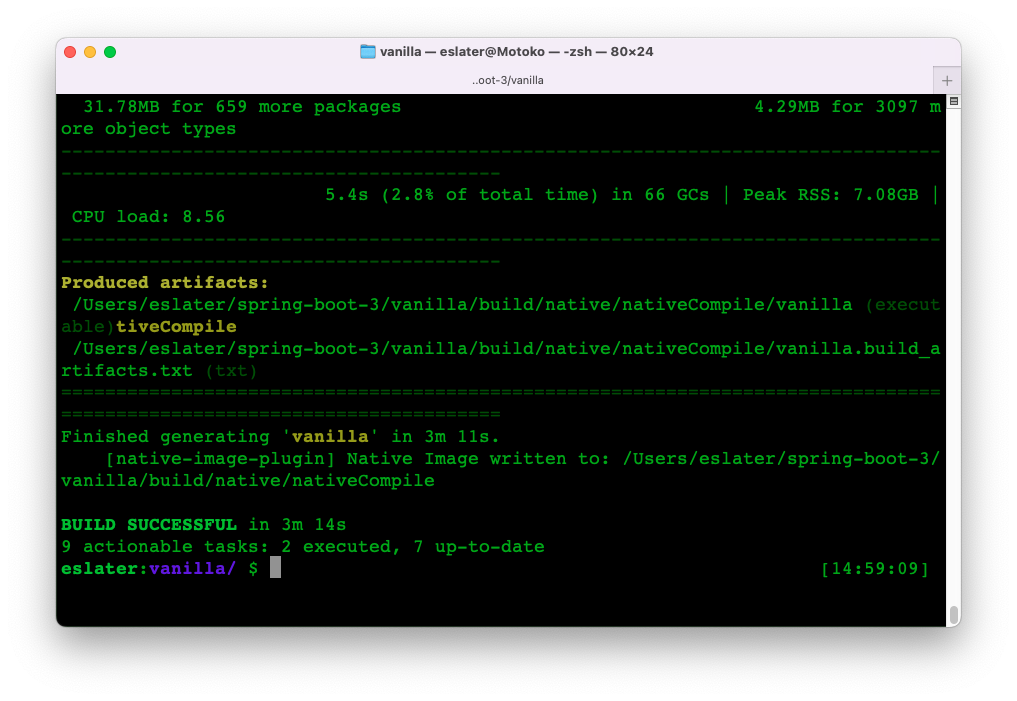 vanilla — eslater@Motoko — -zsh — 80×24
..oot-3/vanilla
+
31.78MB for 659 more packages                                4.29MB for 3097 m
ore object types
--------------------------------------------------------------------------------
----------------------------------------
                        5.4s (2.8% of total time) in 66 GCs | Peak RSS: 7.08GB |
 CPU load: 8.56
--------------------------------------------------------------------------------
----------------------------------------
Produced artifacts:
 /Users/eslater/spring-boot-3/vanilla/build/native/nativeCompile/vanilla (execut
able)tiveCompile
 /Users/eslater/spring-boot-3/vanilla/build/native/nativeCompile/vanilla.build_a
rtifacts.txt (txt)
================================================================================
========================================
Finished generating 'vanilla' in 3m 11s.
    [native-image-plugin] Native Image written to: /Users/eslater/spring-boot-3/
vanilla/build/native/nativeCompile
BUILD SUCCESSFUL in 3m 14s
9 actionable tasks: 2 executed, 7 up-to-date
eslater:vanilla/ $                                                   [14:59:09]